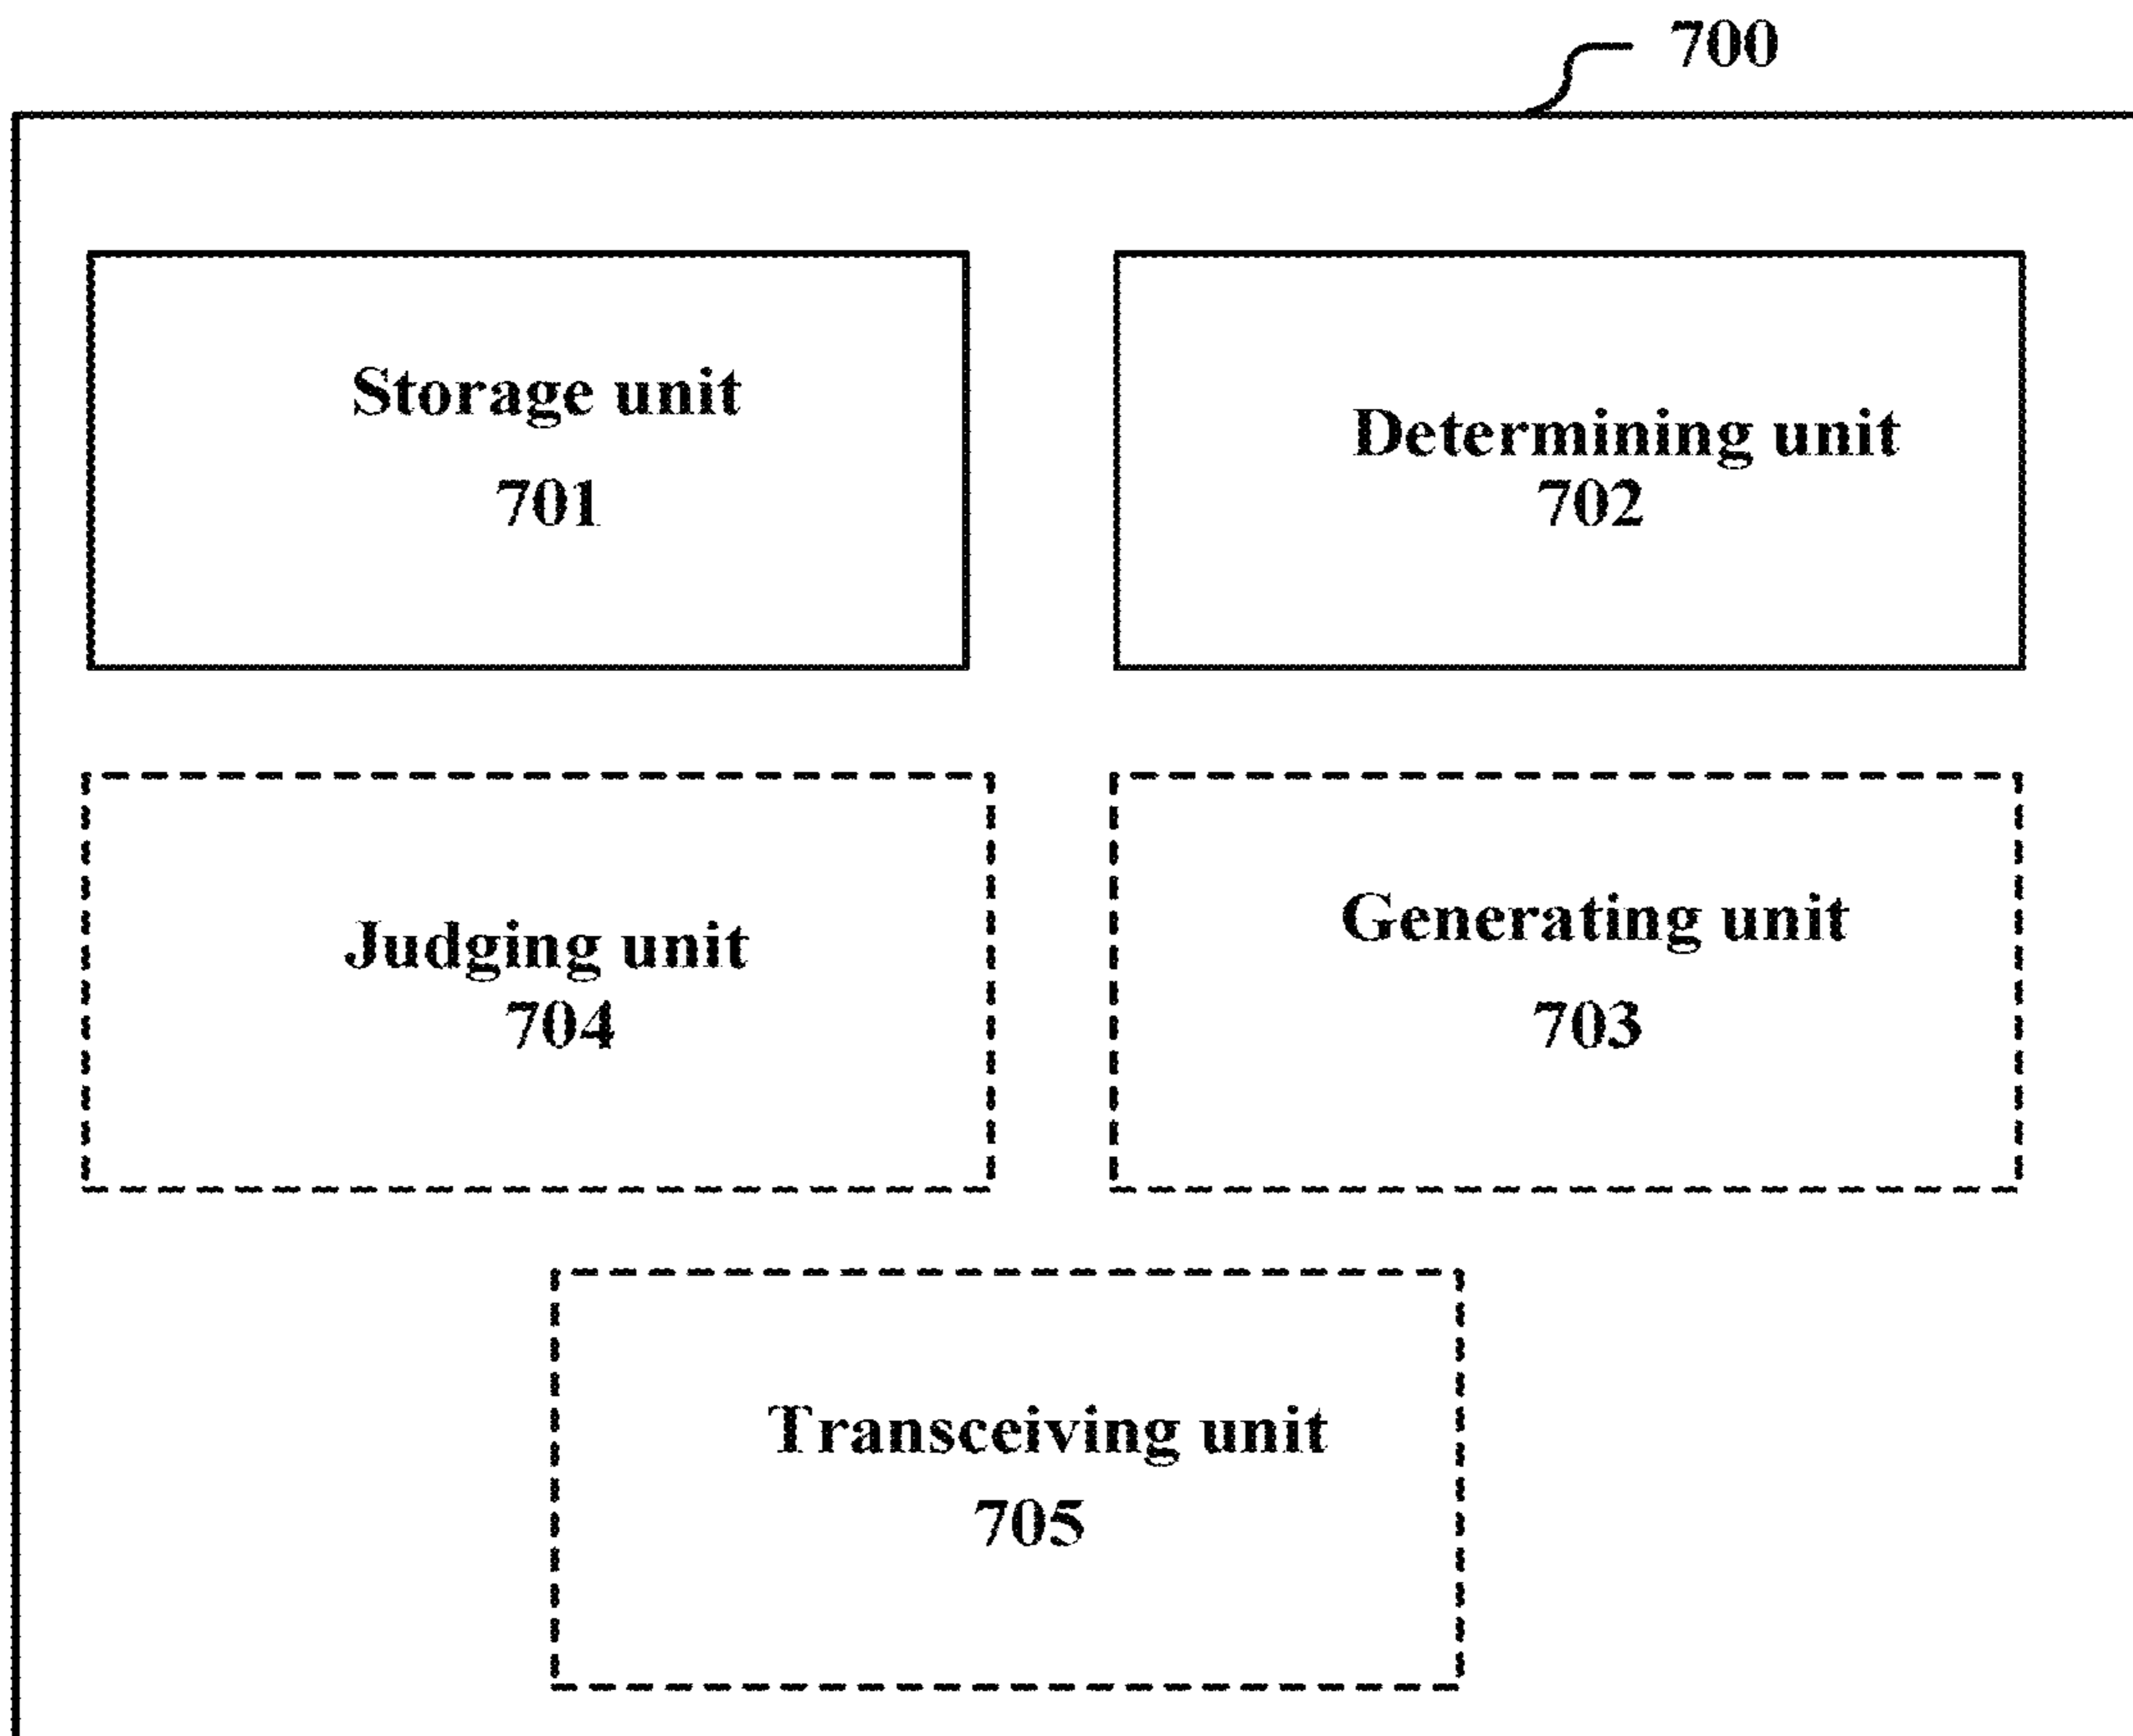 700
Storage unit
701
Determining unit
702
Judging unit
704
Generating unit
703
Transceiving unit
705